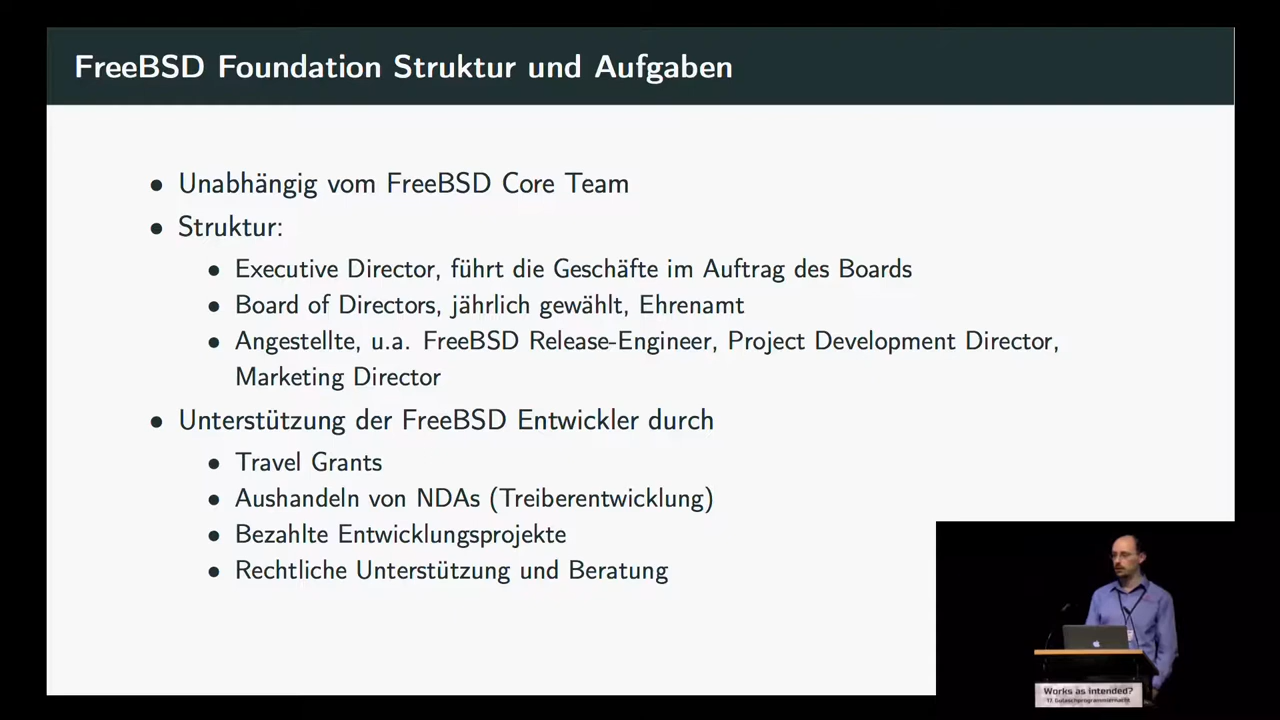 FreeBSD Foundation Struktur und Aufgaben
• Unabhängig vom FreeBSD Core Team
• Struktur:
• Executive Director, führt die Geschäfte im Auftrag des Boards
• Board of Directors, jährlich gewählt, Ehrenamt
• Angestellte, u.a. FreeBSD Release-Engineer, Project Development Director,
Marketing Director
• Unterstützung der FreeBSD Entwickler durch
• Travel Grants
• Aushandeln von NDAs (Treiberentwicklung)
• Bezahlte Entwicklungsprojekte
• Rechtliche Unterstützung und Beratung
Works as intended?
17. Gulaschprogrammiernacht